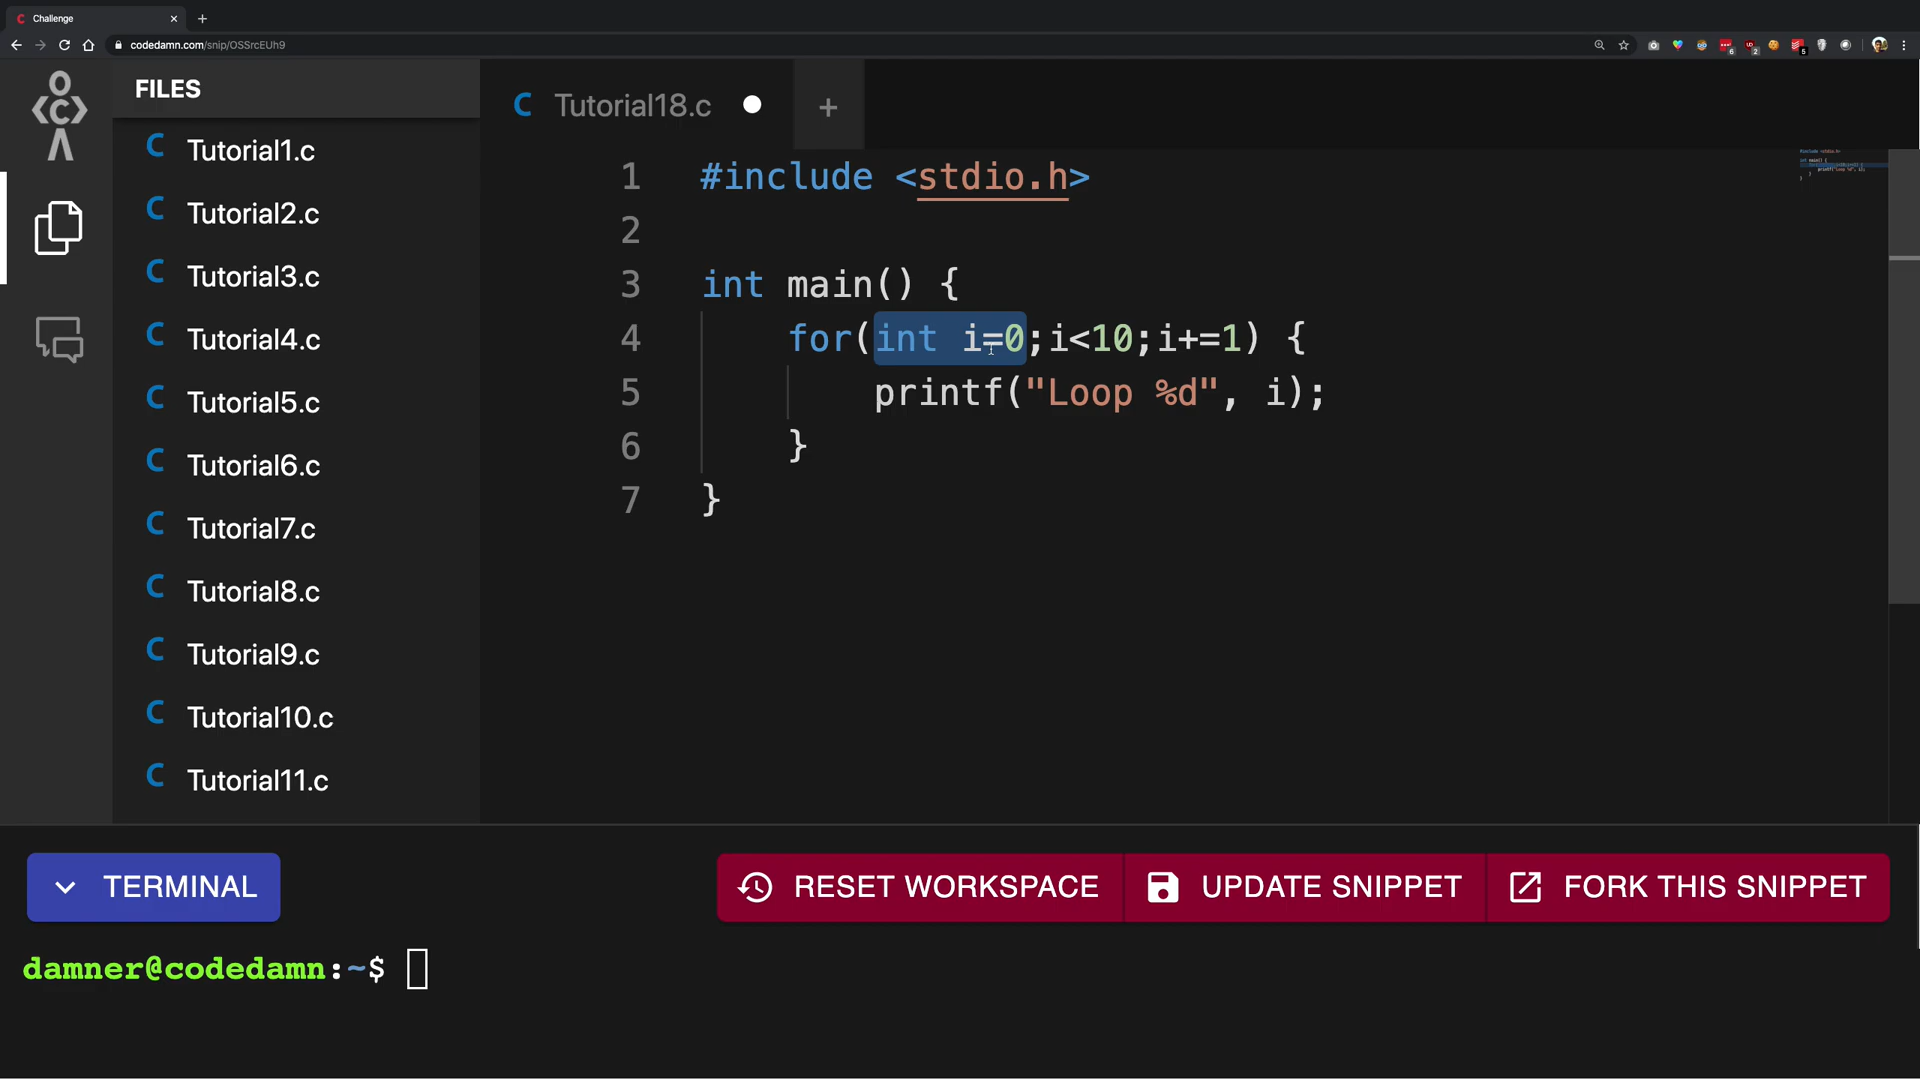 Challenge
codedamn.com/snip/OSSrcEUh9
FILES
Tutorial1.c
Tutorial2.c
Tutorial3.c
Tutorial4.c
Tutorial5.c
Tutorial6.c
Tutorial7.c
Tutorial8.c
Tutorial9.c
Tutorial10.c
Tutorial11.c
Tutorial18.c
1 #include <stdio.h>
2
3 int main() {
4 for(int i=0;i<10;i+=1) {
5 printf("Loop %d", i);
6 }
7 }
TERMINAL
RESET WORKSPACE
UPDATE SNIPPET
FORK THIS SNIPPET
damner@codedamn:~$